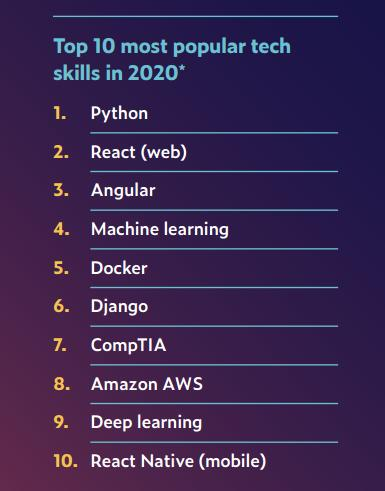 Top 10 most popular tech
skills in 2020*
1. Python
2. React (web)
3. Angular
4. Machine learning
5. Docker
6. Django
7. CompTIA
8. Amazon AWS
9. Deep learning
10. React Native (mobile)